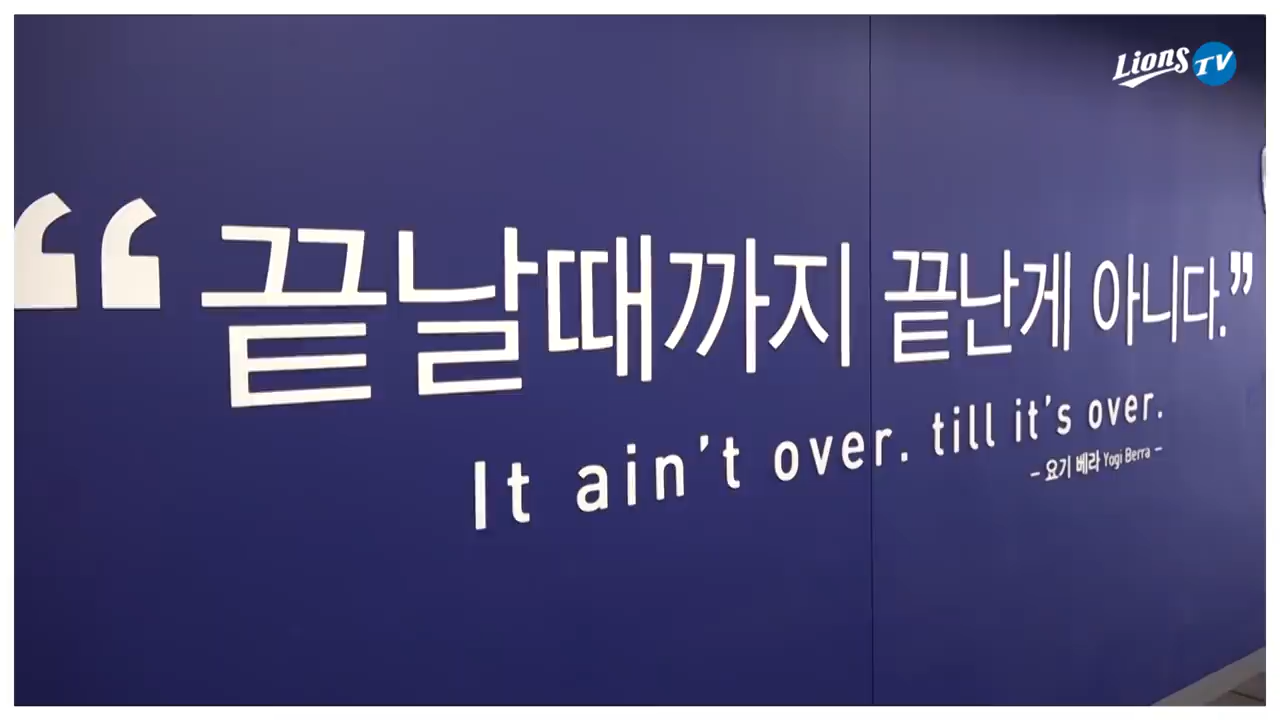 Lions TV
“끝날때까지 끝난게 아니다.”
It ain't over. till it's over.
– 요기 베라 Yogi Berra –